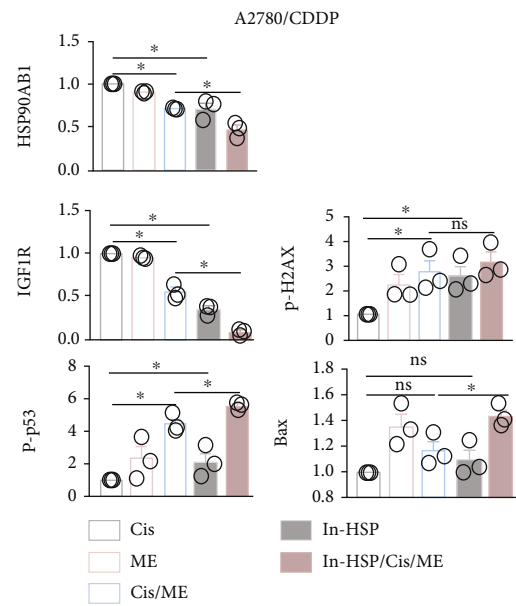 A2780/CDDP
HSP90AB1
1.5
1.0
0.5
0.0
*
*
*
IGF1R
1.5
1.0
0.5
0.0
*
*
*
p-H2AX
5
4
3
2
1
0
*
*
ns
P-p53
8
6
4
2
0
*
*
*
Bax
1.6
1.4
1.2
1.0
0.8
ns
ns
*
Cis
ME
Cis/ME
In-HSP
In-HSP/Cis/ME